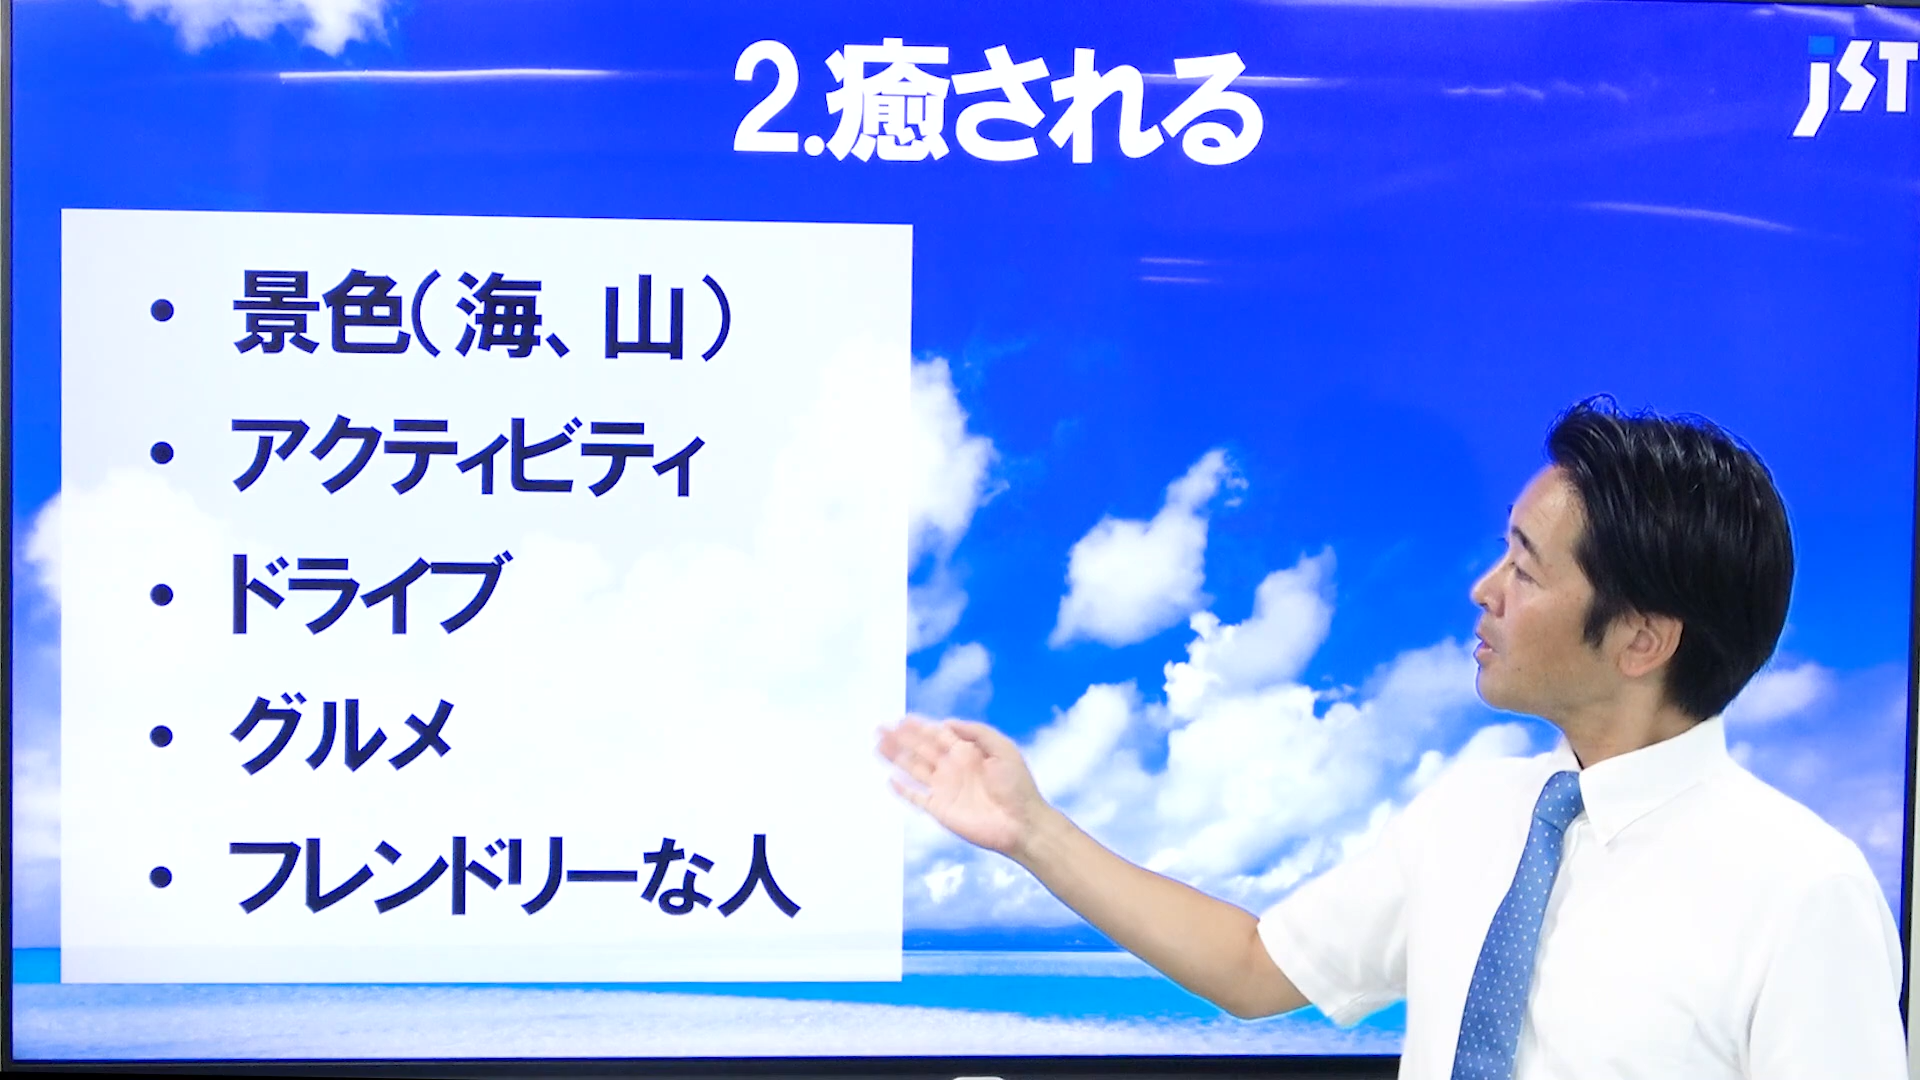 2.癒される
jST
• 景色（海、山）
• アクティビティ
• ドライブ
• グルメ
• フレンドリーな人